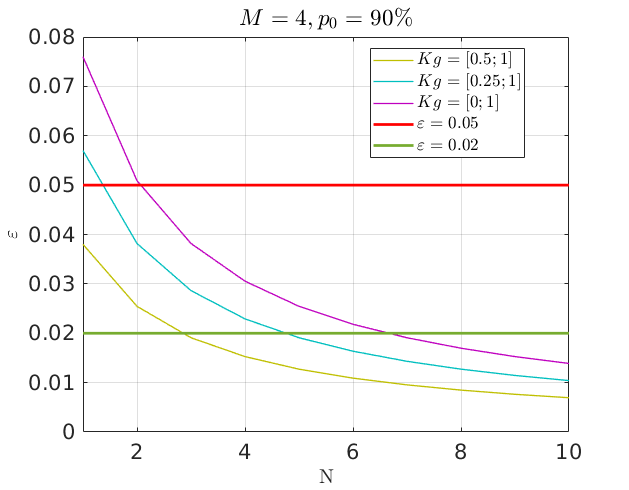 M = 4, p₀ = 90%
0.08
0.07
0.06
0.05
0.04
0.03
0.02
0.01
0
ε
Kg = [0.5; 1]
Kg = [0.25; 1]
Kg = [0; 1]
ε = 0.05
ε = 0.02
2 4 6 8 10
N